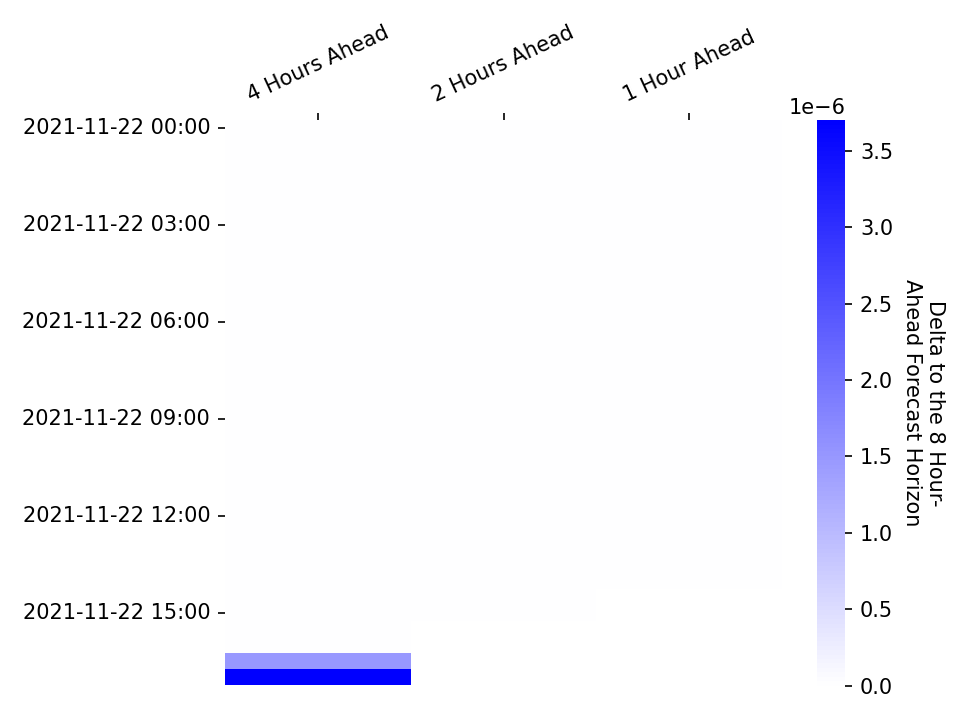 4 Hours Ahead
2 Hours Ahead
1 Hour Ahead
2021-11-22 00:00
2021-11-22 03:00
2021-11-22 06:00
2021-11-22 09:00
2021-11-22 12:00
2021-11-22 15:00
1e−6
3.5
3.0
2.5
2.0
1.5
1.0
0.5
0.0
Delta to the 8 Hour-
Ahead Forecast Horizon